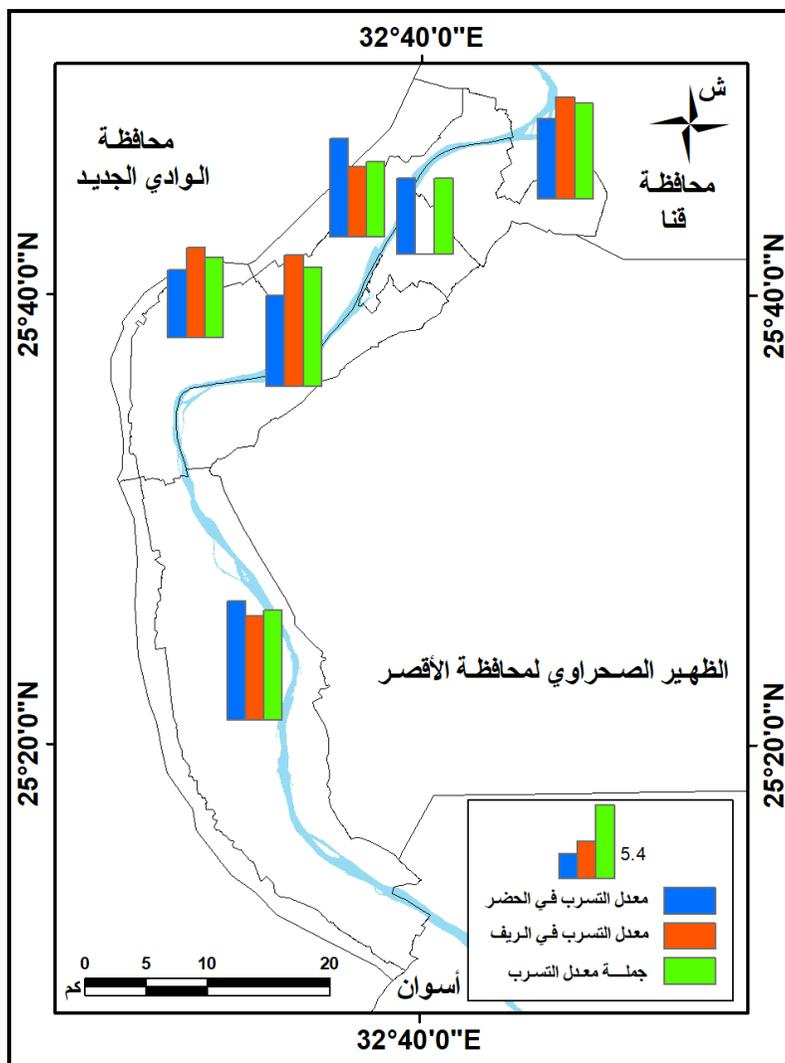 32°40'0"E
ش
محافظة
الوادي الجديد
محافظة
قنا
25°40'0"N
25°40'0"N
الظهير الصحراوي لمحافظة الأقصر
25°20'0"N
25°20'0"N
5.4
معدل التسرب في الحضر
معدل التسرب في الريف
جملة معدل التسرب
0 5 10 20
كم
أسوان
32°40'0"E